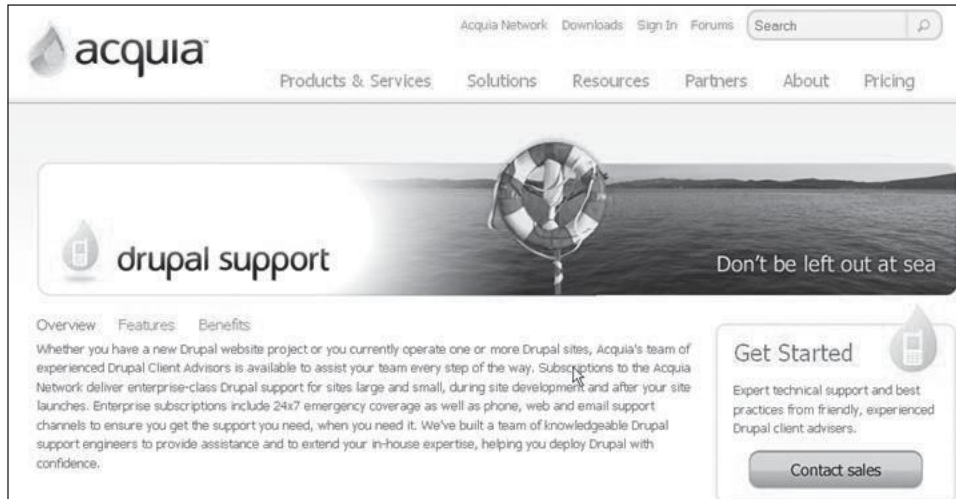 acquia™
Acquia Network Downloads Sign In Forums Search
Products & Services Solutions Resources Partners About Pricing
drupal support
Don't be left out at sea
Overview Features Benefits
Whether you have a new Drupal website project or you currently operate one or more Drupal sites, Acquia's team of
experienced Drupal Client Advisors is available to assist your team every step of the way. Subscriptions to the Acquia
Network deliver enterprise-class Drupal support for sites large and small, during site development and after your site
launches. Enterprise subscriptions include 24x7 emergency coverage as well as phone, web and email support
channels to ensure you get the support you need, when you need it. We've built a team of knowledgeable Drupal
support engineers to provide assistance and to extend your in-house expertise, helping you deploy Drupal with
confidence.
Get Started
Expert technical support and best
practices from friendly, experienced
Drupal client advisers.
Contact sales